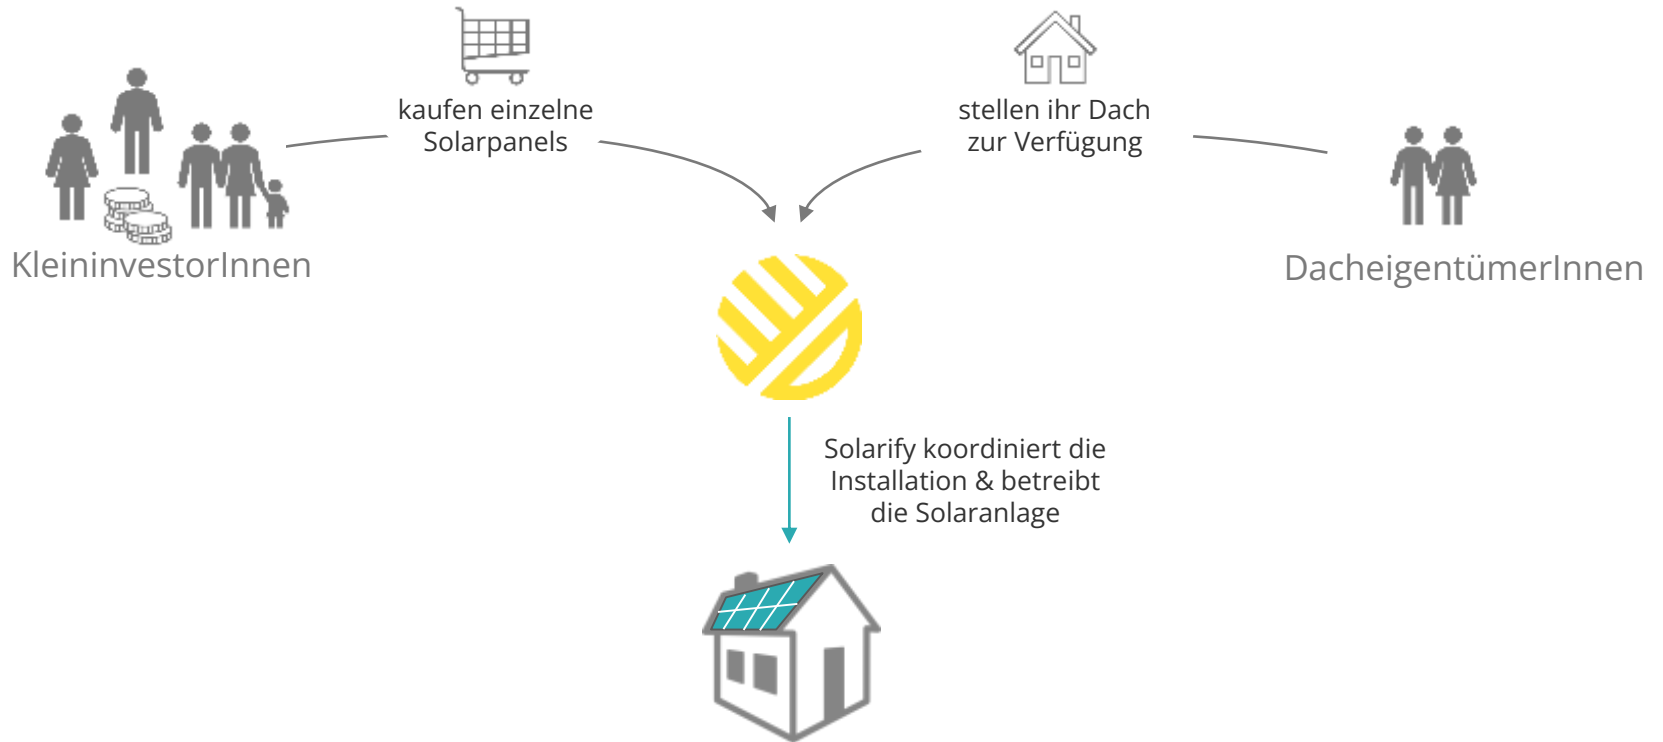 kaufen einzelne
Solarpanels
stellen ihr Dach
zur Verfügung
KleininvestorInnen
DacheigentümerInnen
Solarify koordiniert die
Installation & betreibt
die Solaranlage